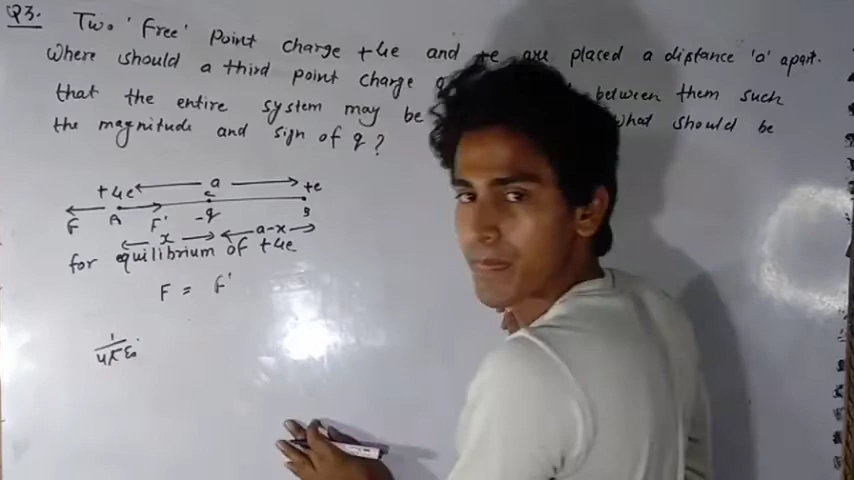 Q3. Two 'free' point charge +4e and +e are placed a distance 'a' apart.
Where should a third point charge q between them such
that the entire system may be what should be
the magnitude and sign of q?
a
+4e +e
F A F' -q B
x a-x
for equilibrium of +4e
F = F'
1
4πε₀